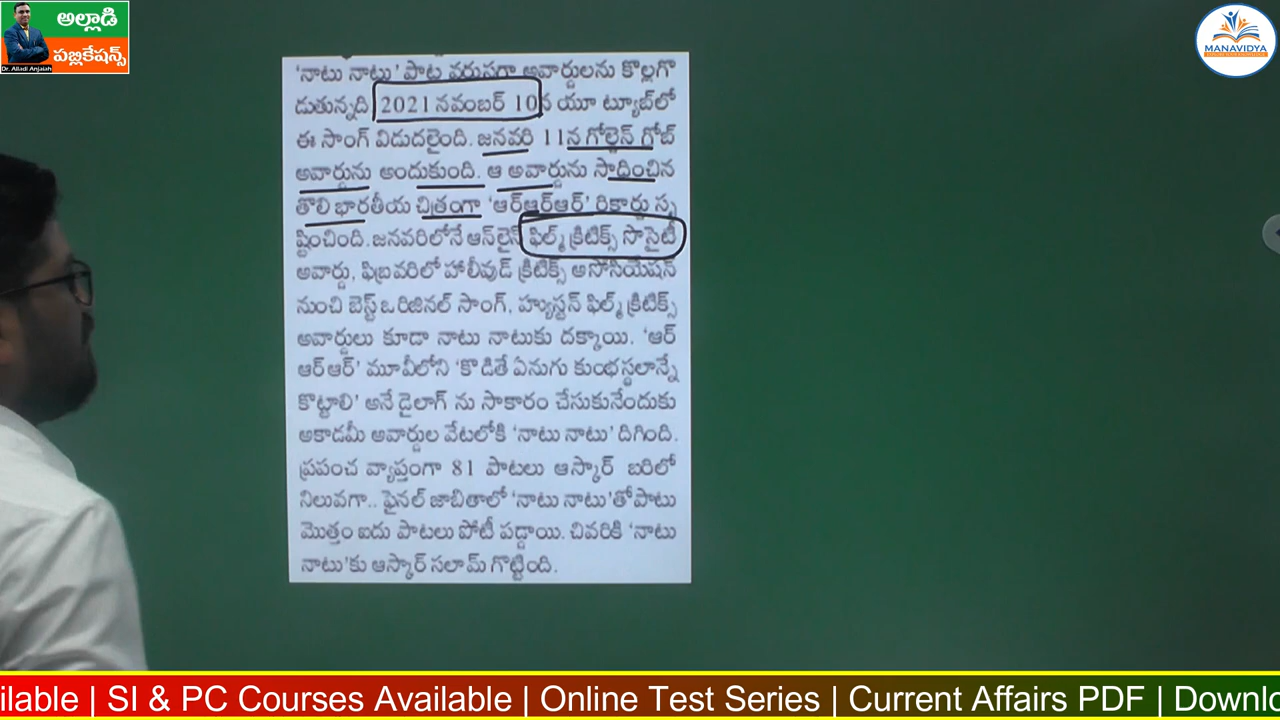 అల్లాడి
పబ్లికేషన్స్
Dr. Alladi Anjaiah
MANAVIDYA
'నాటు నాటు' పాట వరుసగా అవార్డులను కొల్లగొ
డుతున్నది. 2021 నవంబర్ 10న యూ ట్యూబ్‌లో
ఈ సాంగ్ విడుదలైంది. జనవరి 11న గోల్డెన్ గ్లోబ్
అవార్డును అందుకుంది. ఆ అవార్డును సాధించిన
తొలి భారతీయ చిత్రంగా 'ఆర్ఆర్ఆర్' రికార్డు సృ
ష్టించింది. జనవరిలోనే ఆన్‌లైన్ ఫిల్మ్ క్రిటిక్స్ సొసైటీ
అవార్డు, ఫిబ్రవరిలో హాలీవుడ్ క్రిటిక్స్ అసోసియేషన్
నుంచి బెస్ట్ ఒరిజినల్ సాంగ్, హ్యుస్టన్ ఫిల్మ్ క్రిటిక్స్
అవార్డులు కూడా నాటు నాటుకు దక్కాయి. 'ఆర్
ఆర్ఆర్' మూవీలోని 'కొడితే ఏనుగు కుంభస్థలాన్నే
కొట్టాలి' అనే డైలాగ్ ను సాకారం చేసుకునేందుకు
అకాడమీ అవార్డుల వేటలోకి 'నాటు నాటు' దిగింది.
ప్రపంచ వ్యాప్తంగా 81 పాటలు ఆస్కార్ బరిలో
నిలువగా.. ఫైనల్ జాబితాలో 'నాటు నాటు'తోపాటు
మొత్తం ఐదు పాటలు పోటీ పడ్డాయి. చివరికి 'నాటు
నాటు'కు ఆస్కార్ సలామ్ గొట్టింది.
ilable | SI & PC Courses Available | Online Test Series | Current Affairs PDF | Downlo